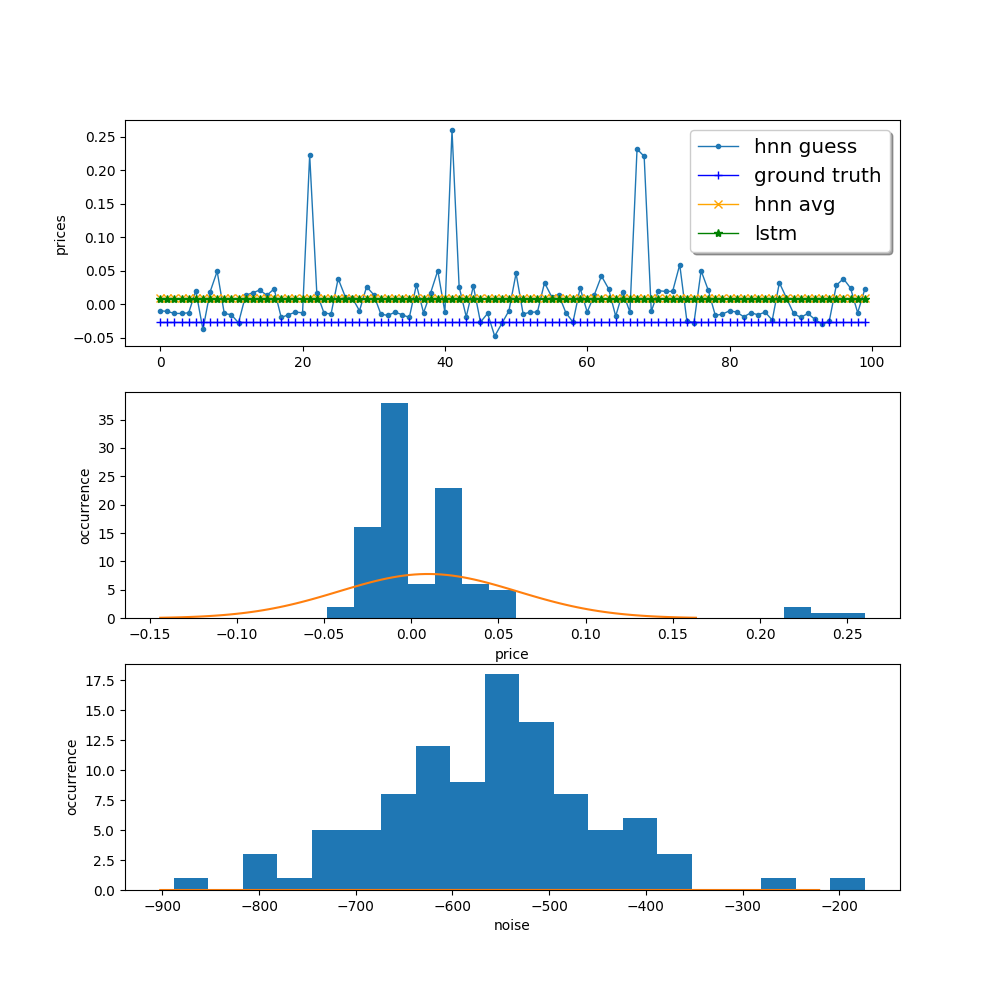 0.25
0.20
0.15
0.10
0.05
0.00
−0.05
prices
hnn guess
ground truth
hnn avg
lstm
0 20 40 60 80 100
35
30
25
20
15
10
5
0
occurrence
−0.15 −0.10 −0.05 0.00 0.05 0.10 0.15 0.20 0.25
price
17.5
15.0
12.5
10.0
7.5
5.0
2.5
0.0
occurrence
−900 −800 −700 −600 −500 −400 −300 −200
noise